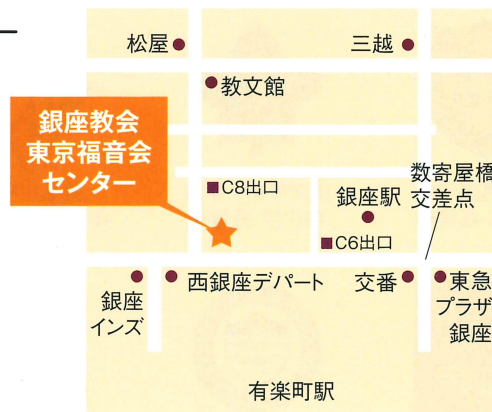 松屋
三越
教文館
銀座教会
東京福音会
センター
C8出口
銀座駅
数寄屋橋
交差点
C6出口
西銀座デパート
交番
東急
プラザ
銀座
銀座
インズ
有楽町駅